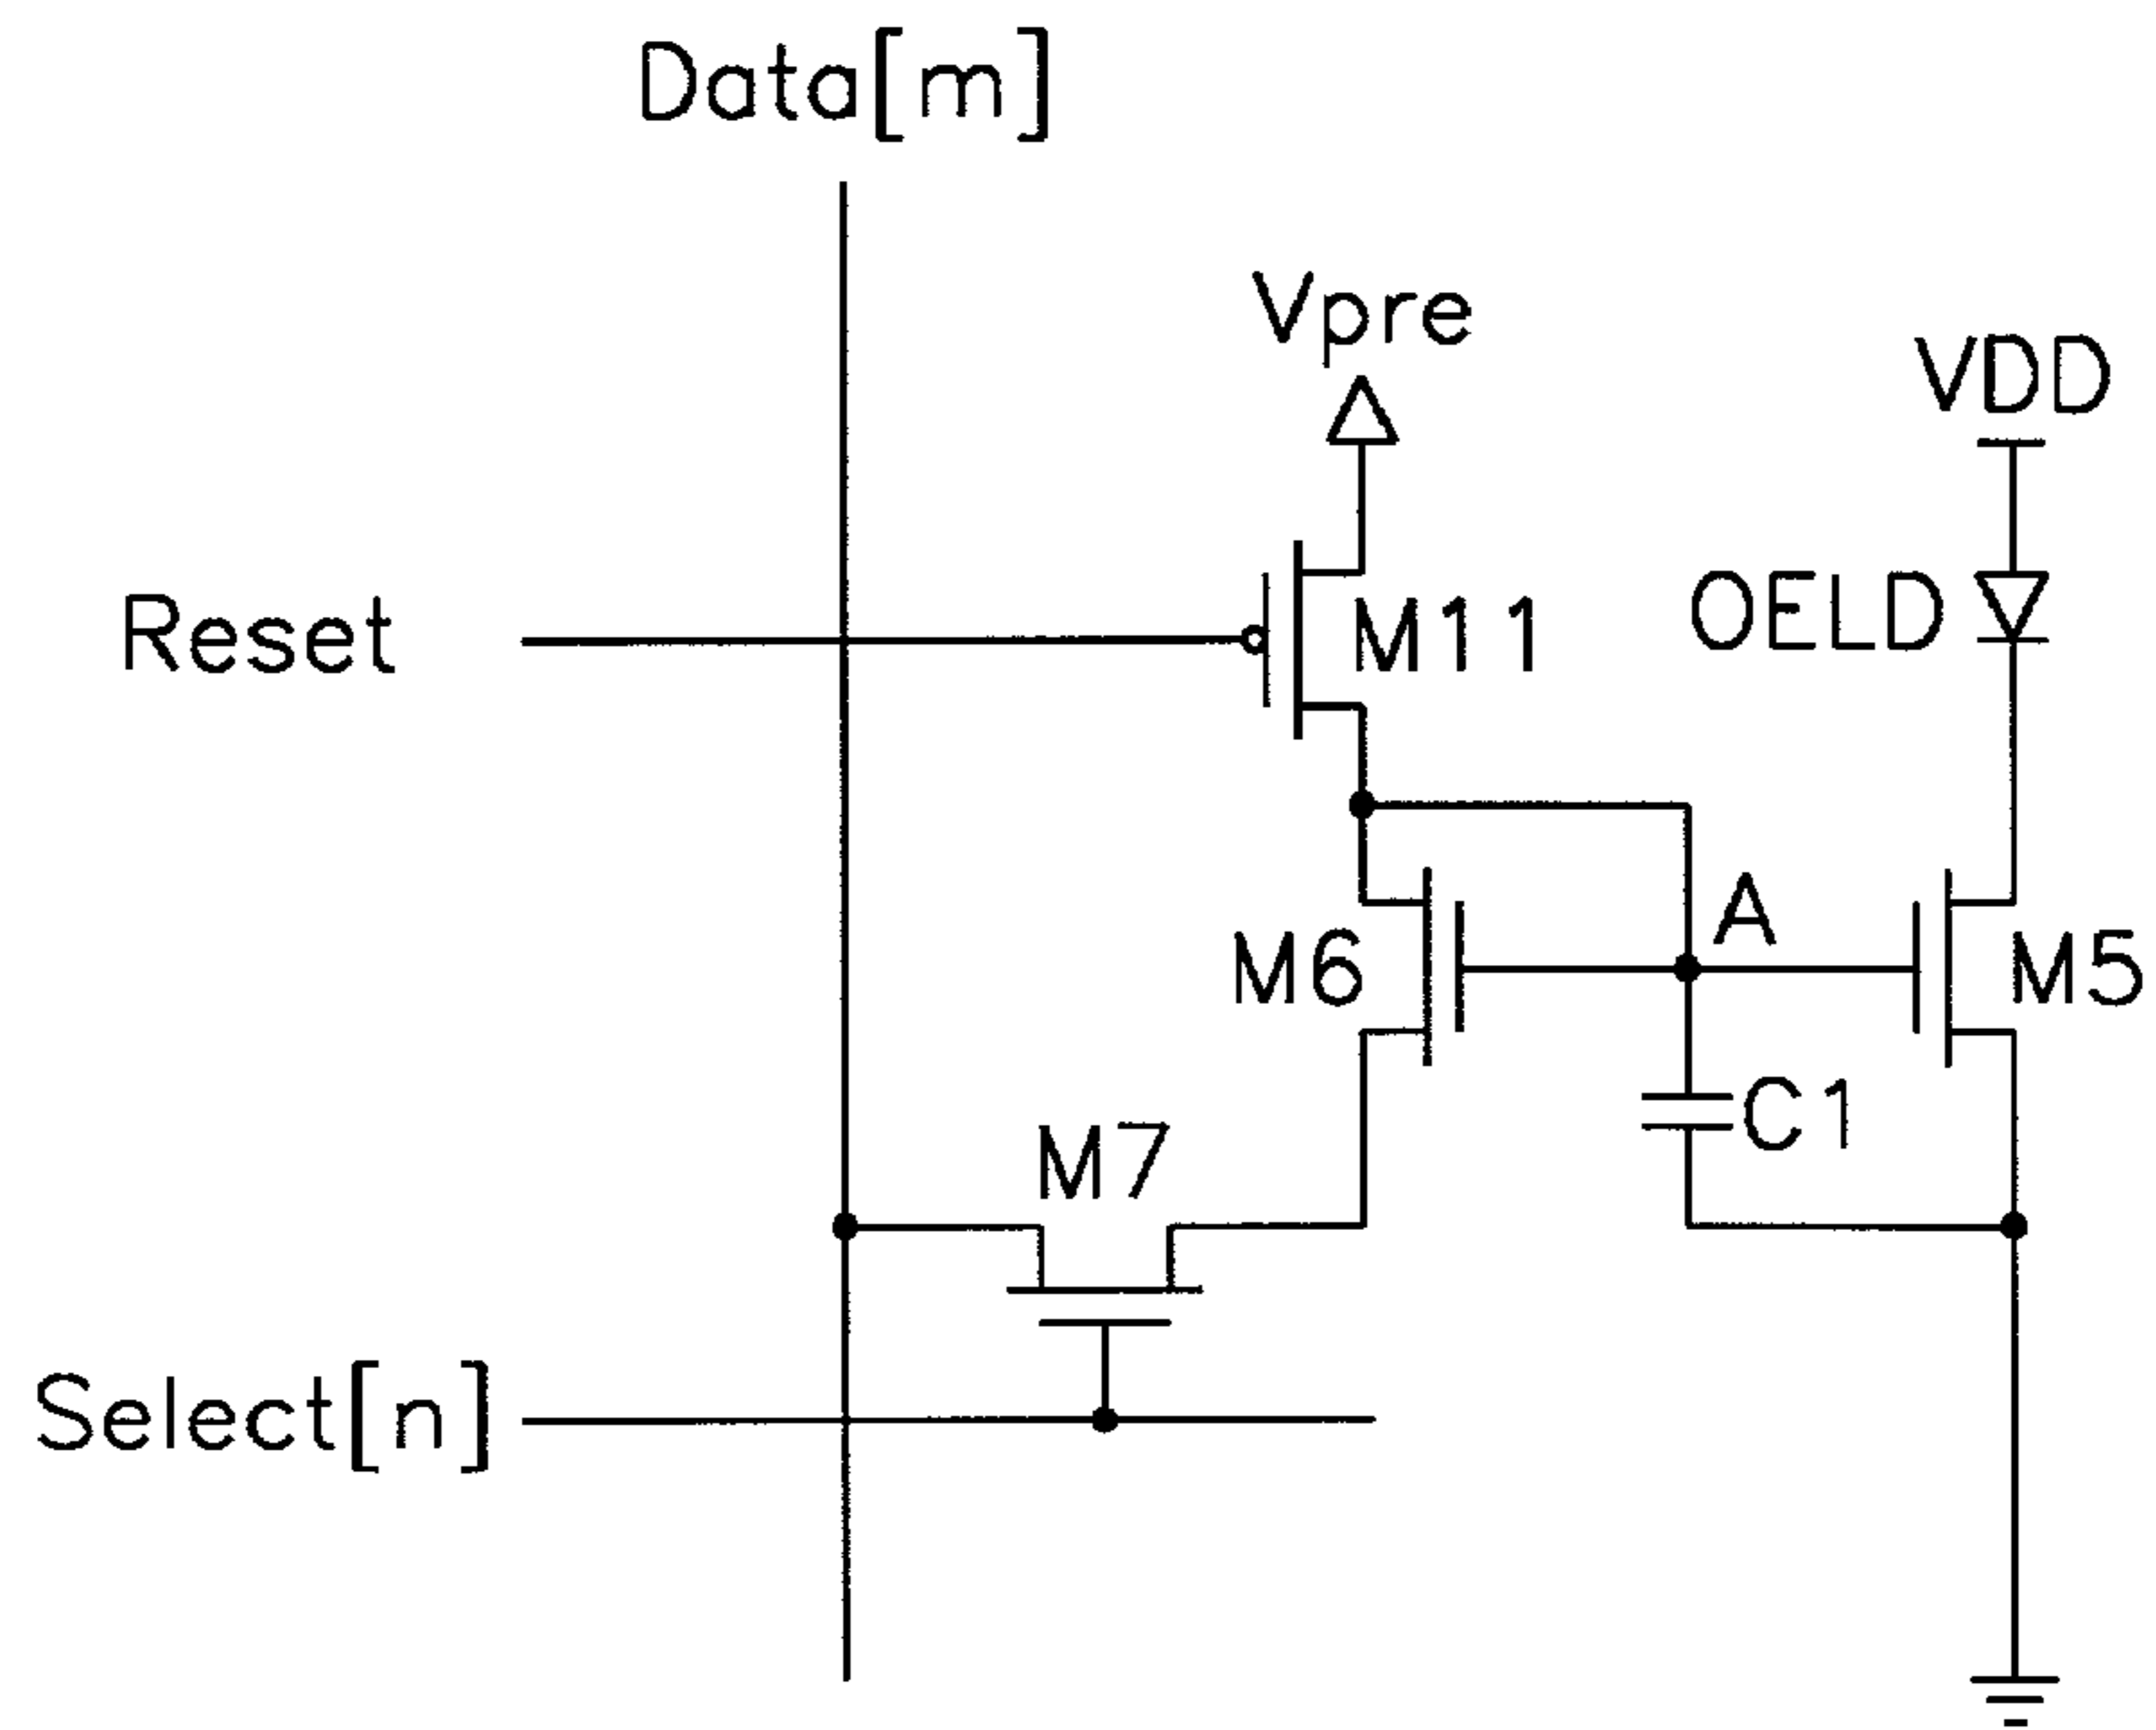 Data[m]
Vpre
VDD
Reset
M11
OELD
A
M6
M5
C1
M7
Select[n]